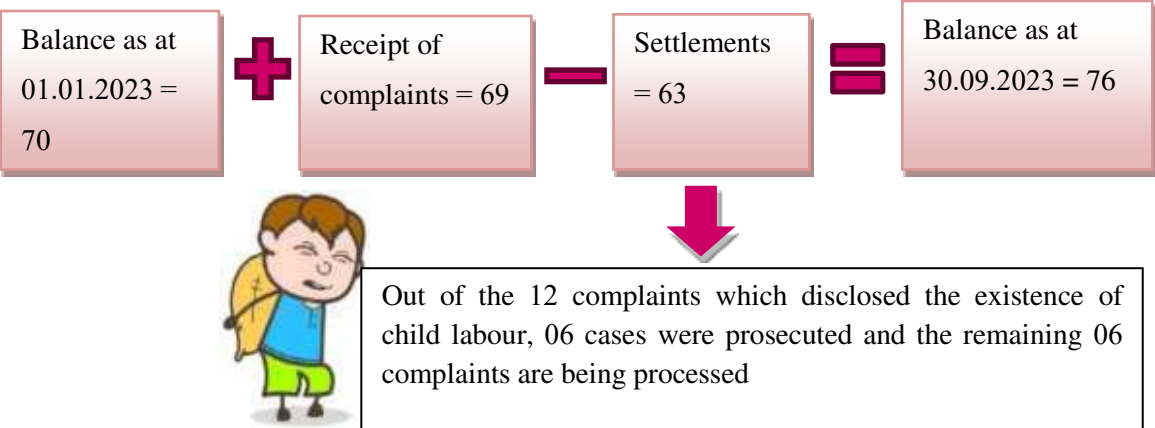 Balance as at
01.01.2023 =
70
Receipt of
complaints = 69
Settlements
= 63
Balance as at
30.09.2023 = 76
Out of the 12 complaints which disclosed the existence of
child labour, 06 cases were prosecuted and the remaining 06
complaints are being processed